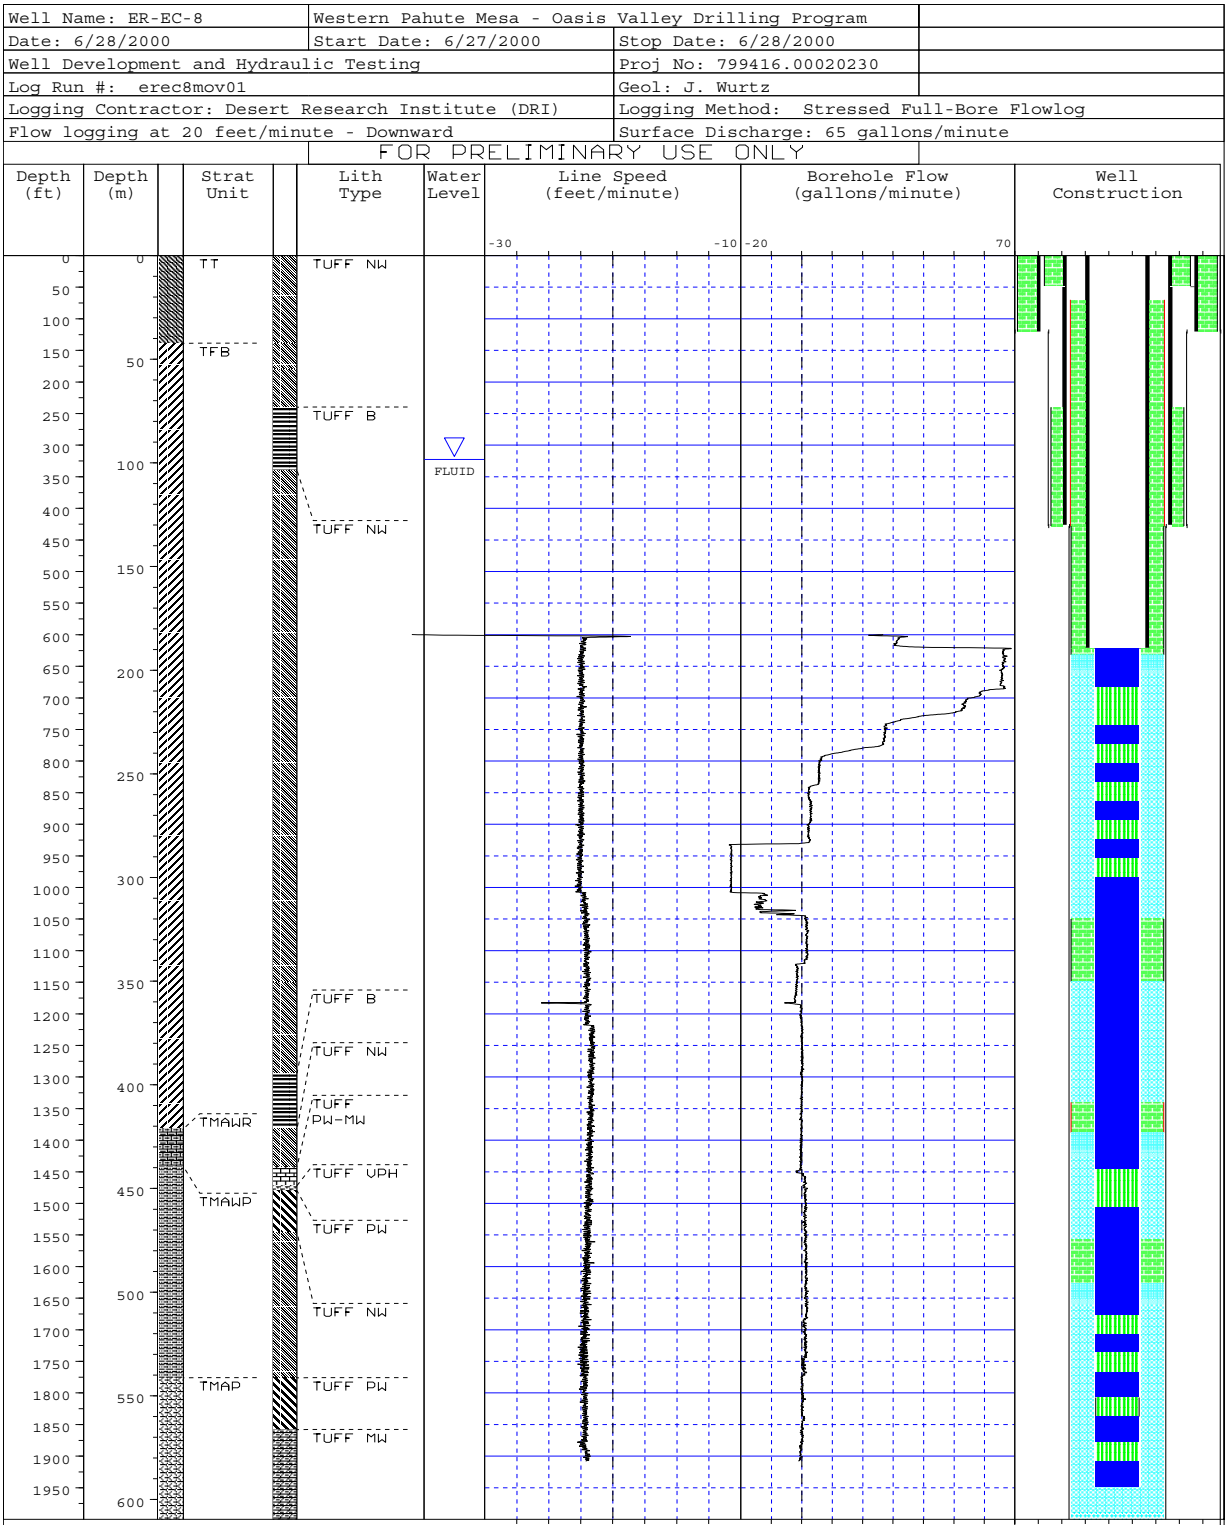 Well Name: ER-EC-8 Western Pahute Mesa - Oasis Valley Drilling Program
Date: 6/28/2000 Start Date: 6/27/2000 Stop Date: 6/28/2000
Well Development and Hydraulic Testing Proj No: 799416.00020230
Log Run #: erec8mov01 Geol: J. Wurtz
Logging Contractor: Desert Research Institute (DRI) Logging Method: Stressed Full-Bore Flowlog
Flow logging at 20 feet/minute - Downward Surface Discharge: 65 gallons/minute
FOR PRELIMINARY USE ONLY
Depth Depth Strat Lith Water Line Speed Borehole Flow Well
(ft) (m) Unit Type Level (feet/minute) (gallons/minute) Construction
-30 -10 -20 70
0 0 TT TUFF NW
50
100
150 TFB
50
200
250 TUFF B
300
100
350 FLUID
400
TUFF NW
450
500 150
550
600
650 200
700
750
800 250
850
900
950
1000 300
1050
1100
1150 350
TUFF B
1200
1250 TUFF NW
1300 400
1350 TUFF
TMAWR PW-MW
1400
1450 TUFF VPH
450
1500 TMAWP
1550 TUFF PW
1600
1650 500
TUFF NW
1700
1750
TMAP TUFF PW
1800 550
1850
TUFF MW
1900
1950
600